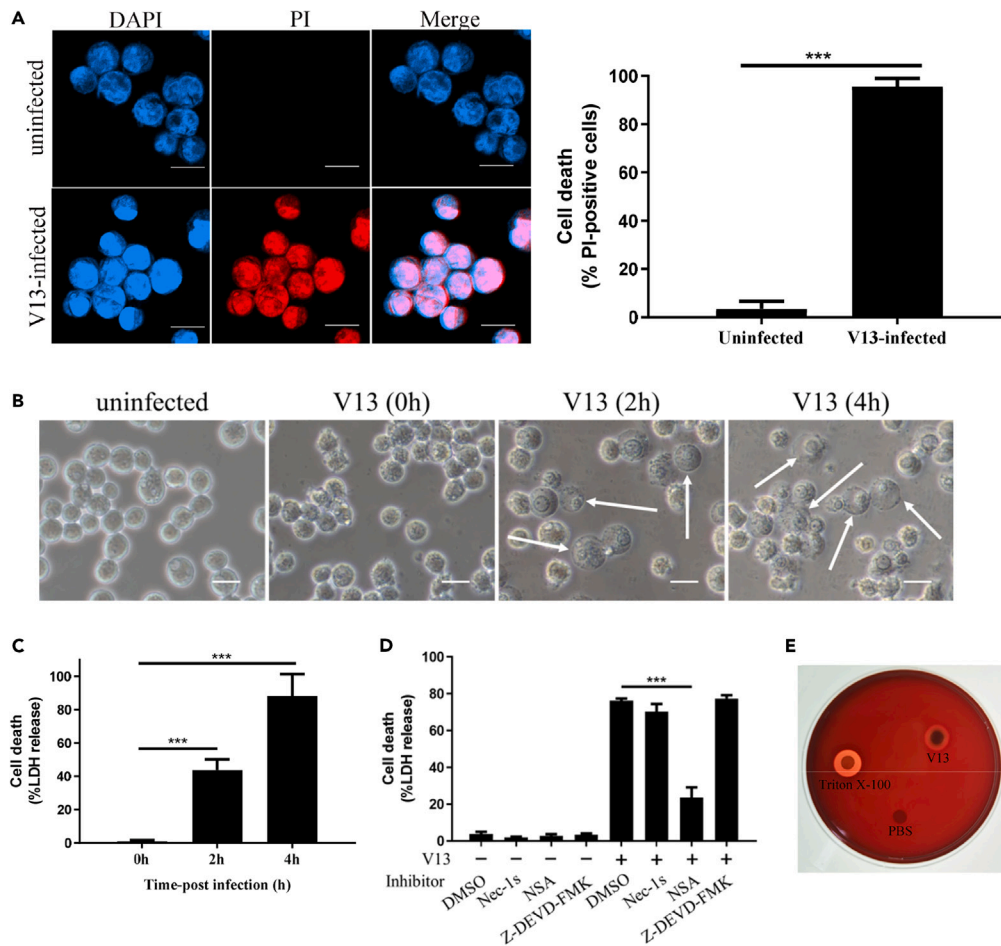 A
DAPI PI Merge
uninfected
V13-infected
Cell death
(% PI-positive cells)
100
80
60
40
20
0
***
Uninfected V13-infected
B
uninfected V13 (0h) V13 (2h) V13 (4h)
C
Cell death
(%LDH release)
100
80
60
40
20
0
***
***
0h 2h 4h
Time-post infection (h)
D
Cell death
(%LDH release)
100
80
60
40
20
0
***
V13 − − − − + + + +
Inhibitor
DMSO Nec-1s NSA Z-DEVD-FMK DMSO Nec-1s NSA Z-DEVD-FMK
E
V13
Triton X-100
PBS